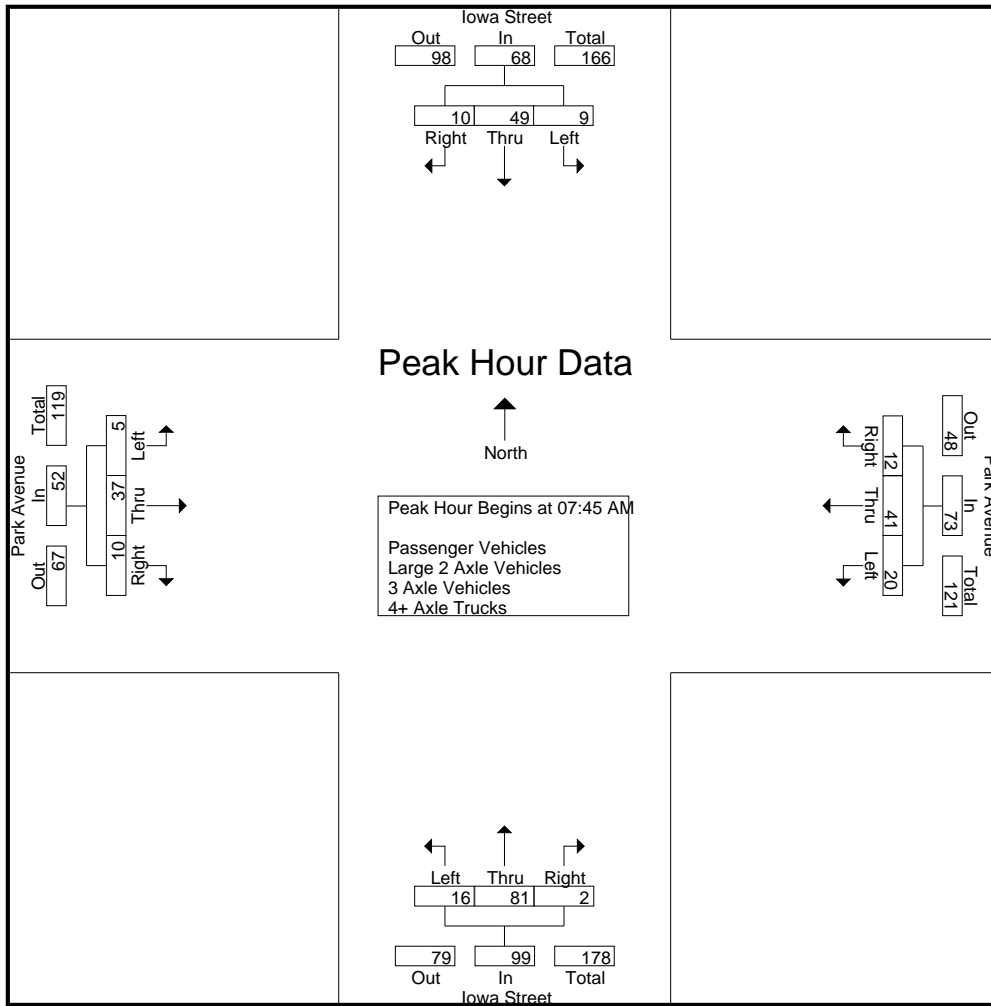 Iowa Street
Out In Total
98 68 166
10 49 9
Right Thru Left
Peak Hour Data
North
Peak Hour Begins at 07:45 AM
Passenger Vehicles
Large 2 Axle Vehicles
3 Axle Vehicles
4+ Axle Trucks
Park Avenue
Out In Total
67 52 119
10 37 5
Right Thru Left
Park Avenue
Out In Total
48 73 121
12 41 20
Right Thru Left
Left Thru Right
16 81 2
79 99 178
Out In Total
Iowa Street